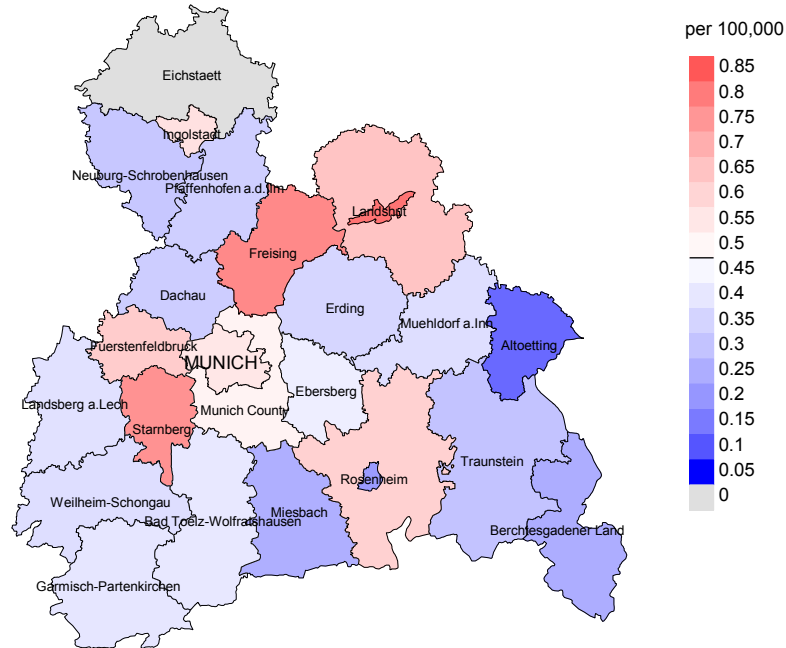 per 100,000
0.85
0.8
0.75
0.7
0.65
0.6
0.55
0.5
0.45
0.4
0.35
0.3
0.25
0.2
0.15
0.1
0.05
0
Eichstaett
Ingolstadt
Neuburg-Schrobenhausen
Pfaffenhofen a.d.Ilm
Landshut
Freising
Dachau
Erding
Muehldorf a.Inn
Altoetting
Fuerstenfeldbruck
MUNICH
Ebersberg
Landsberg a.Lech
Munich County
Starnberg
Traunstein
Rosenheim
Weilheim-Schongau
Miesbach
Bad Toelz-Wolfratshausen
Berchtesgadener Land
Garmisch-Partenkirchen